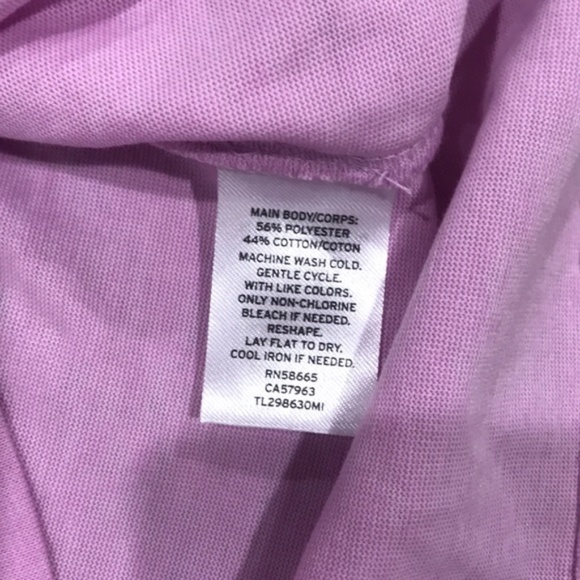 MAIN BODY/CORPS:
56% POLYESTER
44% COTTON/COTON
MACHINE WASH COLD.
GENTLE CYCLE.
WITH LIKE COLORS.
ONLY NON-CHLORINE
BLEACH IF NEEDED.
RESHAPE.
LAY FLAT TO DRY.
COOL IRON IF NEEDED.
RN58665
CA57963
TL298630MI